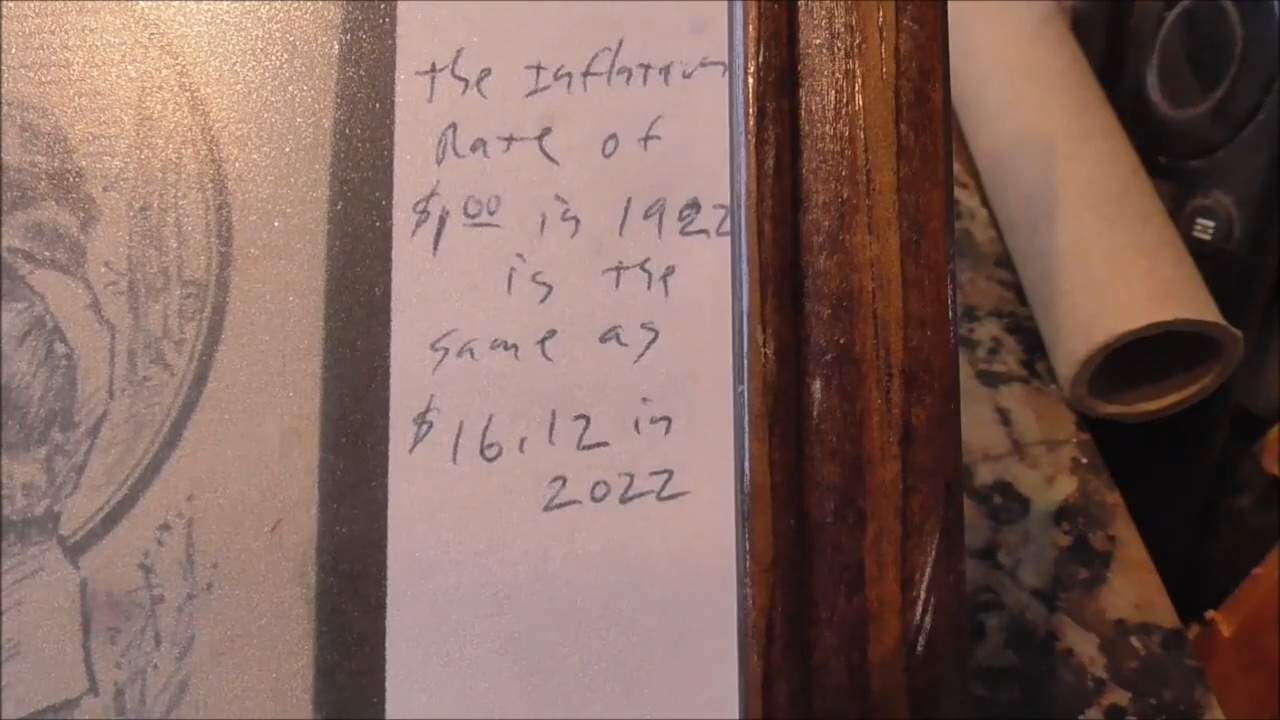 the Inflation
Rate of
$1.00 in 1922
is the
same as
$16.12 in
2022